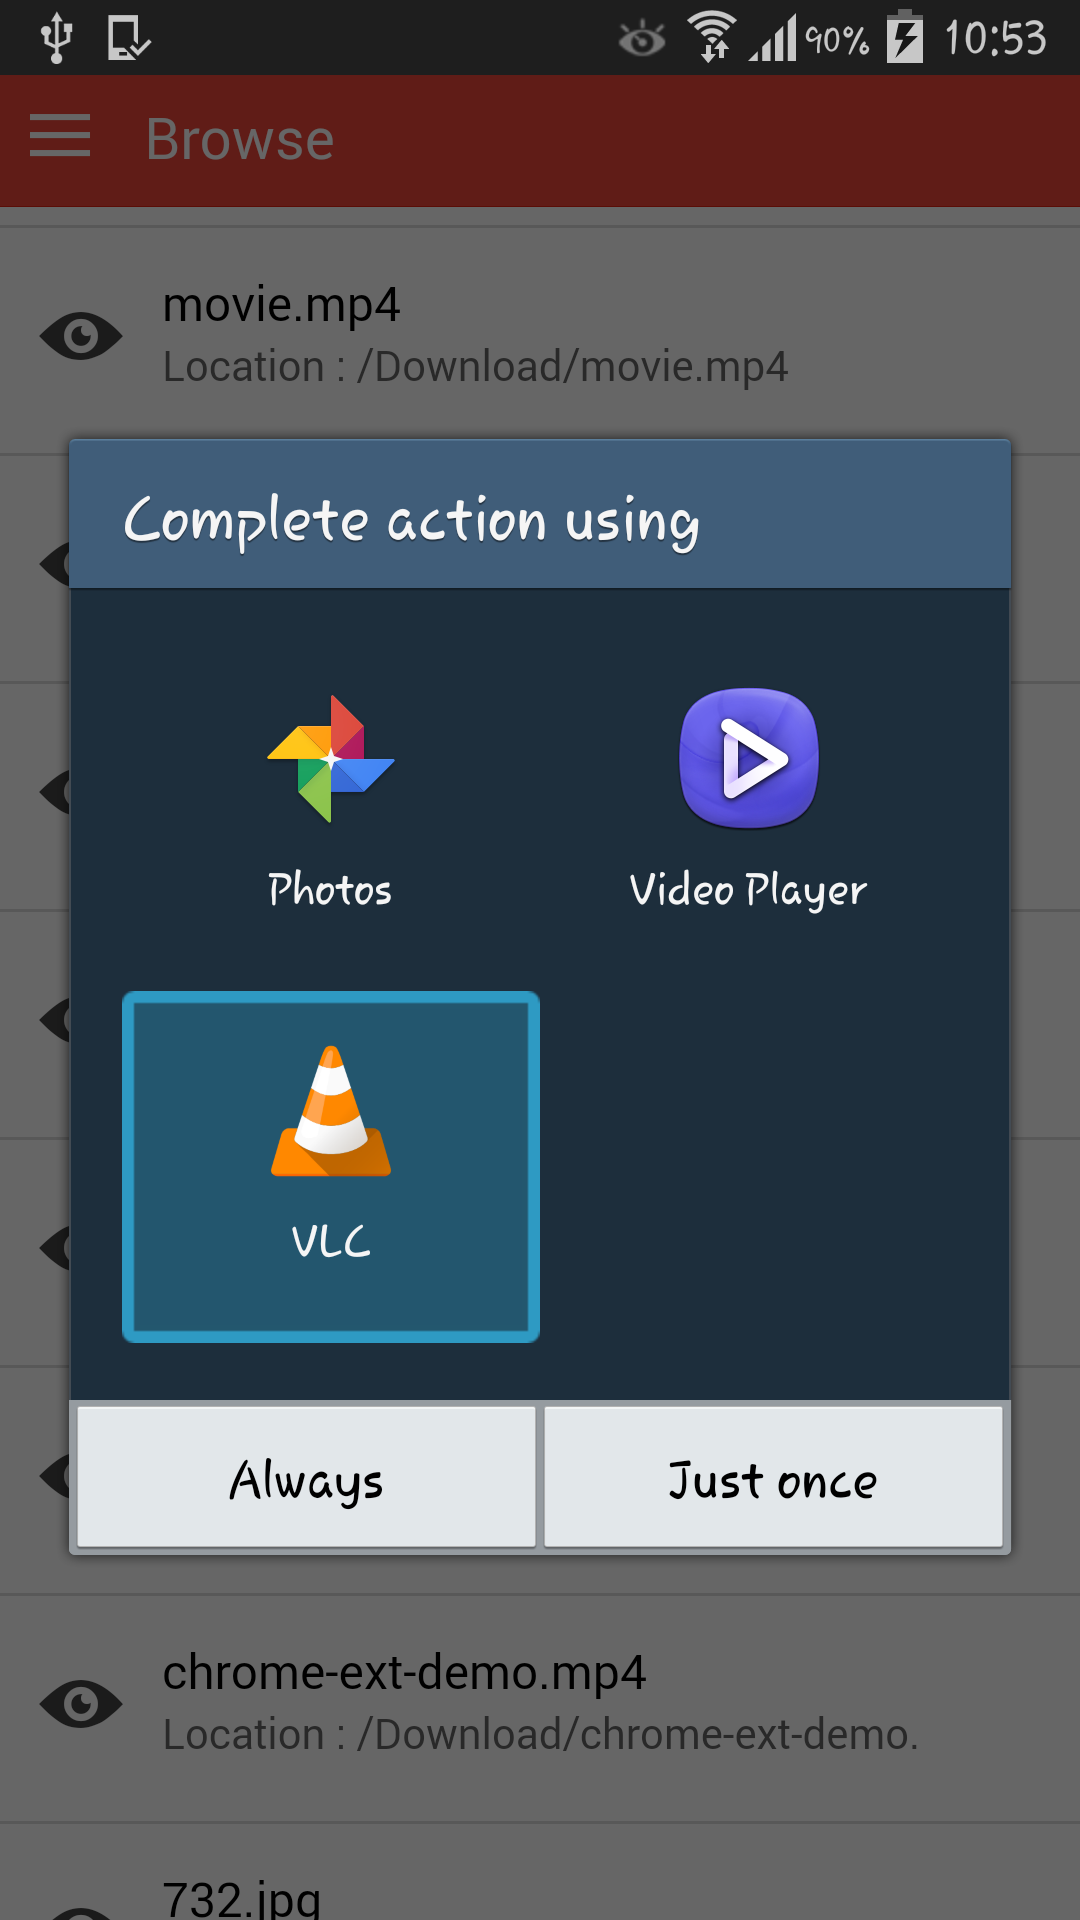 90% 10:53
Browse
movie.mp4
Location : /Download/movie.mp4
Complete action using
Photos
Video Player
VLC
Always
Just once
chrome-ext-demo.mp4
Location : /Download/chrome-ext-demo.
732.jpg